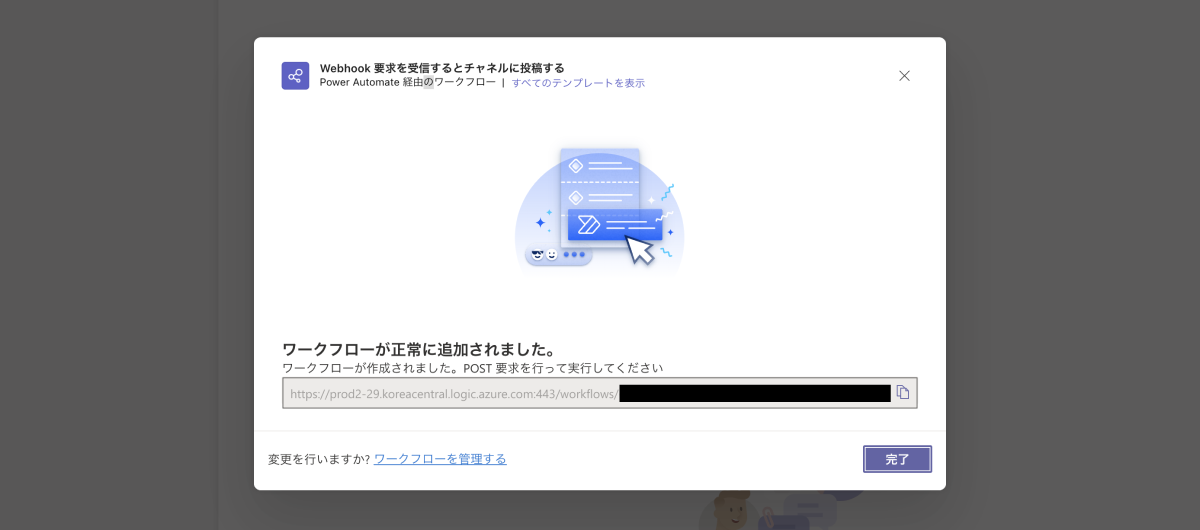 Webhook 要求を受信するとチャネルに投稿する
Power Automate 経由のワークフロー | すべてのテンプレートを表示
ワークフローが正常に追加されました。
ワークフローが作成されました。POST 要求を行って実行してください
https://prod2-29.koreacentral.logic.azure.com:443/workflows/
変更を行いますか? ワークフローを管理する
完了